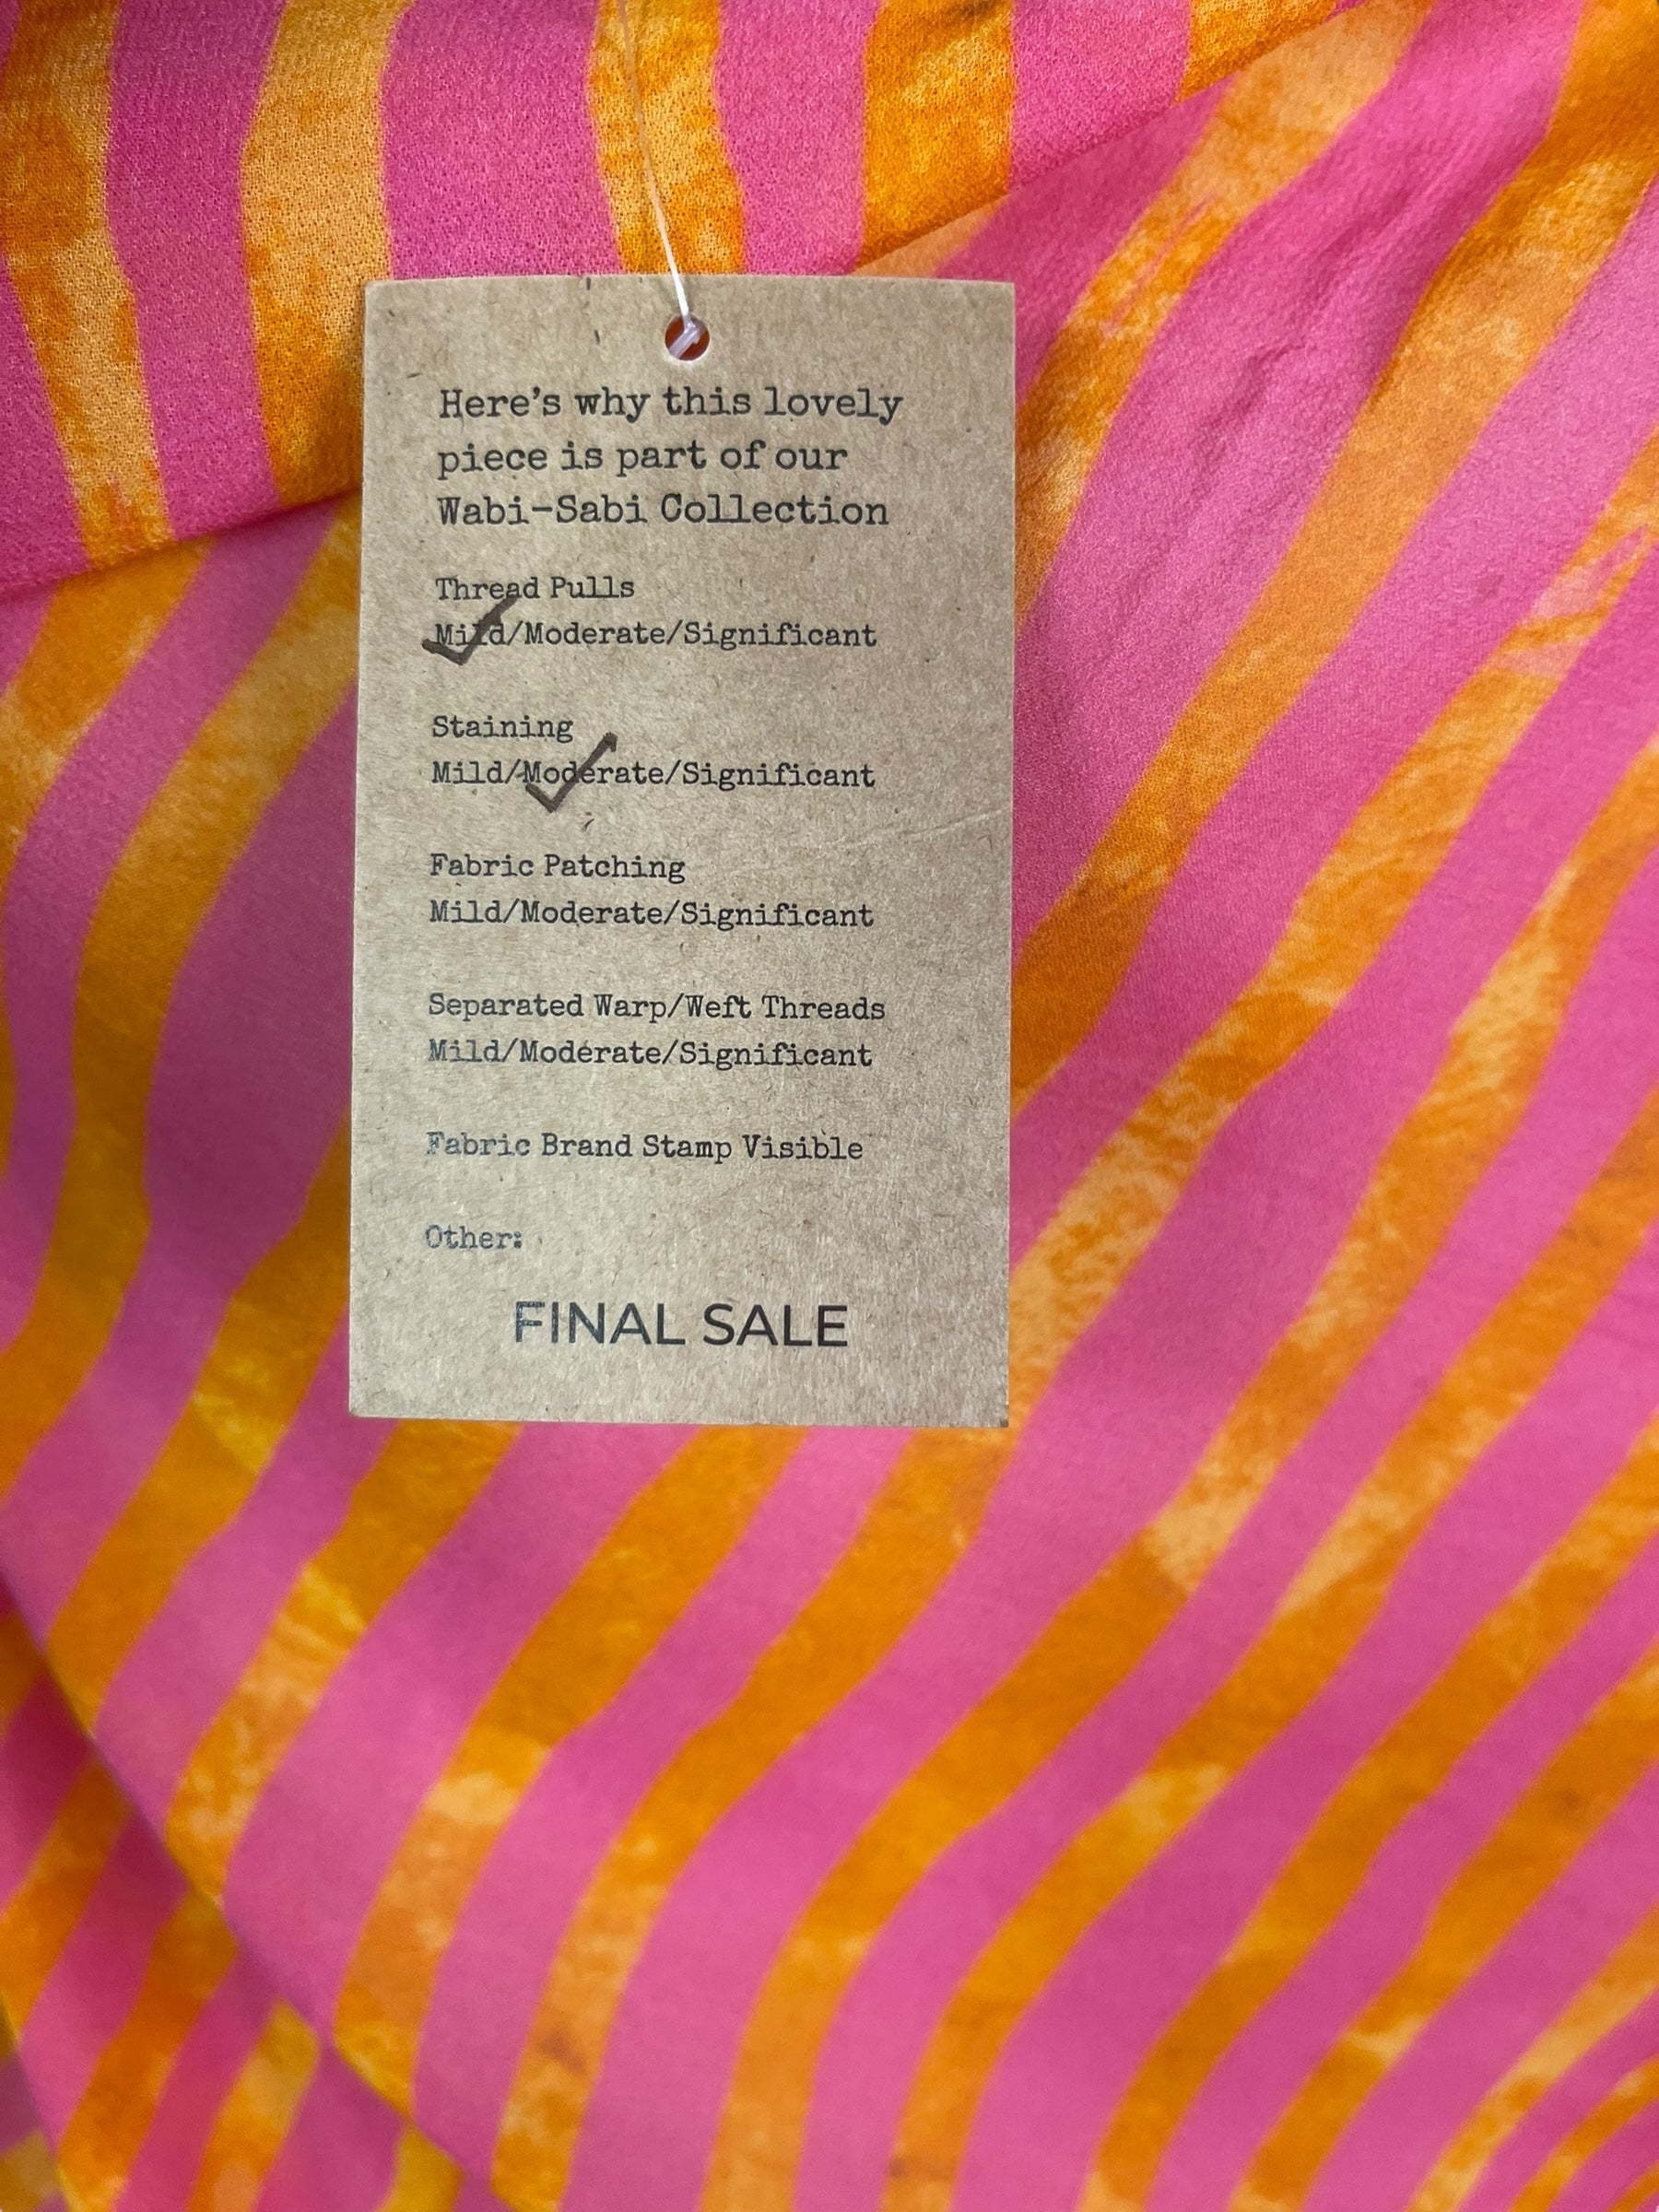 Here's why this lovely
piece is part of our
Wabi-Sabi Collection
Thread Pulls
Mild/Moderate/Significant
Staining
Mild/Moderate/Significant
Fabric Patching
Mild/Moderate/Significant
Separated Warp/Weft Threads
Mild/Moderate/Significant
Fabric Brand Stamp Visible
Other:
FINAL SALE